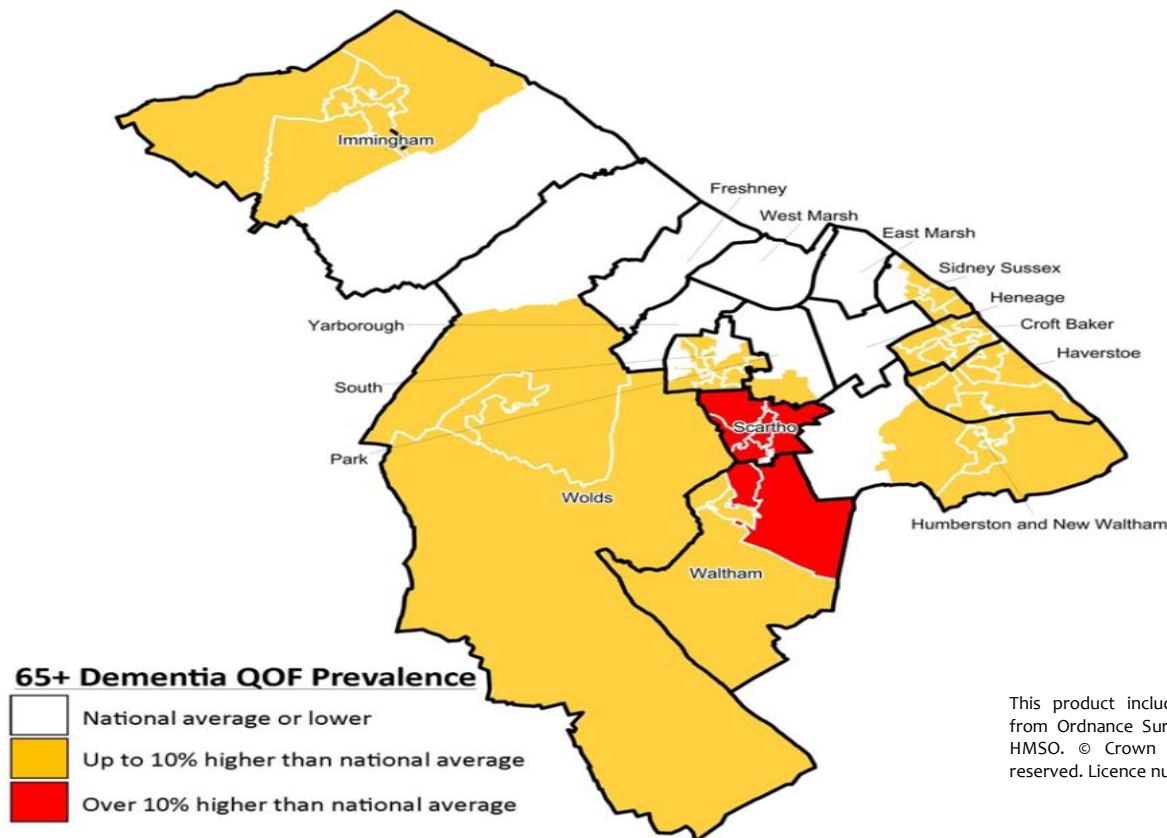 Immingham
Freshney
West Marsh
East Marsh
Sidney Sussex
Heneage
Croft Baker
Haverstoe
Yarborough
South
Park
Scartho
Wolds
Humberston and New Waltham
Waltham
65+ Dementia QOF Prevalence
National average or lower
Up to 10% higher than national average
Over 10% higher than national average
This product inclu
from Ordnance Sur
HMSO. © Crown
reserved. Licence nu